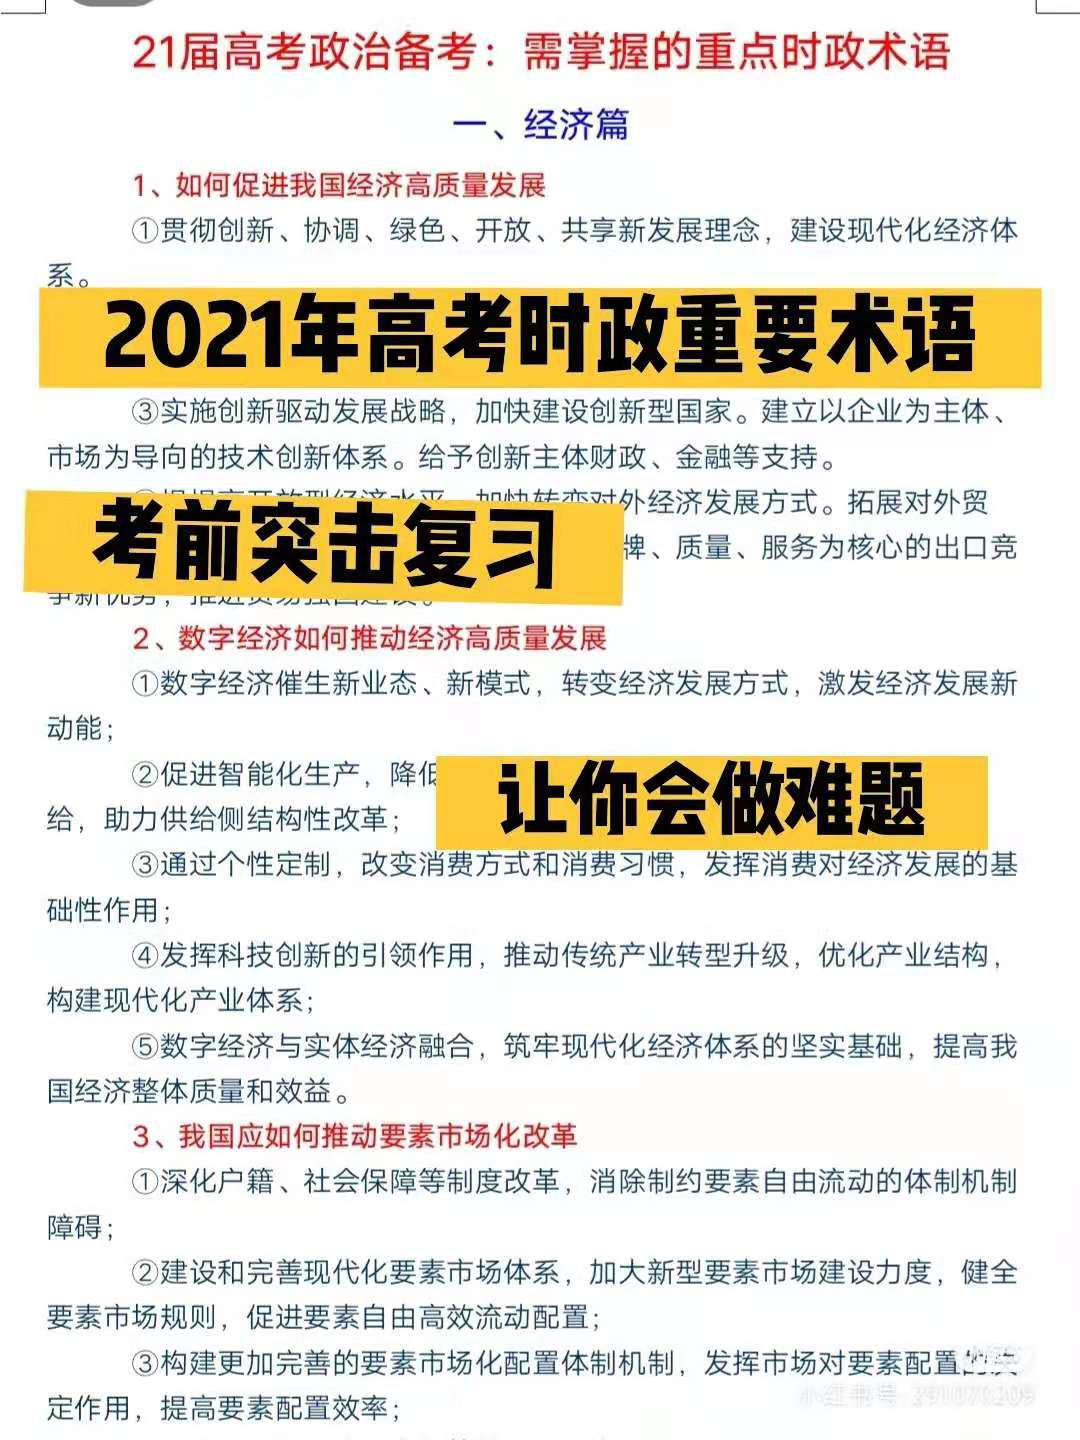 21届高考政治备考：需掌握的重点时政术语
一、经济篇
1、如何促进我国经济高质量发展
①贯彻创新、协调、绿色、开放、共享新发展理念，建设现代化经济体
系。
2021年高考时政重要术语
③实施创新驱动发展战略，加快建设创新型国家。建立以企业为主体、
市场为导向的技术创新体系。给予创新主体财政、金融等支持。
加快转变对外经济发展方式。拓展对外贸
考前突击复习
牌、质量、服务为核心的出口竞
2、数字经济如何推动经济高质量发展
①数字经济催生新业态、新模式，转变经济发展方式，激发经济发展新
动能；
②促进智能化生产，降低
让你会做难题
给，助力供给侧结构性改革；
③通过个性定制，改变消费方式和消费习惯，发挥消费对经济发展的基
础性作用；
④发挥科技创新的引领作用，推动传统产业转型升级，优化产业结构，
构建现代化产业体系；
⑤数字经济与实体经济融合，筑牢现代化经济体系的坚实基础，提高我
国经济整体质量和效益。
3、我国应如何推动要素市场化改革
①深化户籍、社会保障等制度改革，消除制约要素自由流动的体制机制
障碍；
②建设和完善现代化要素市场体系，加大新型要素市场建设力度，健全
要素市场规则，促进要素自由高效流动配置；
③构建更加完善的要素市场化配置体制机制，发挥市场对要素配置的决
定作用，提高要素配置效率；
小红书号: 291070209